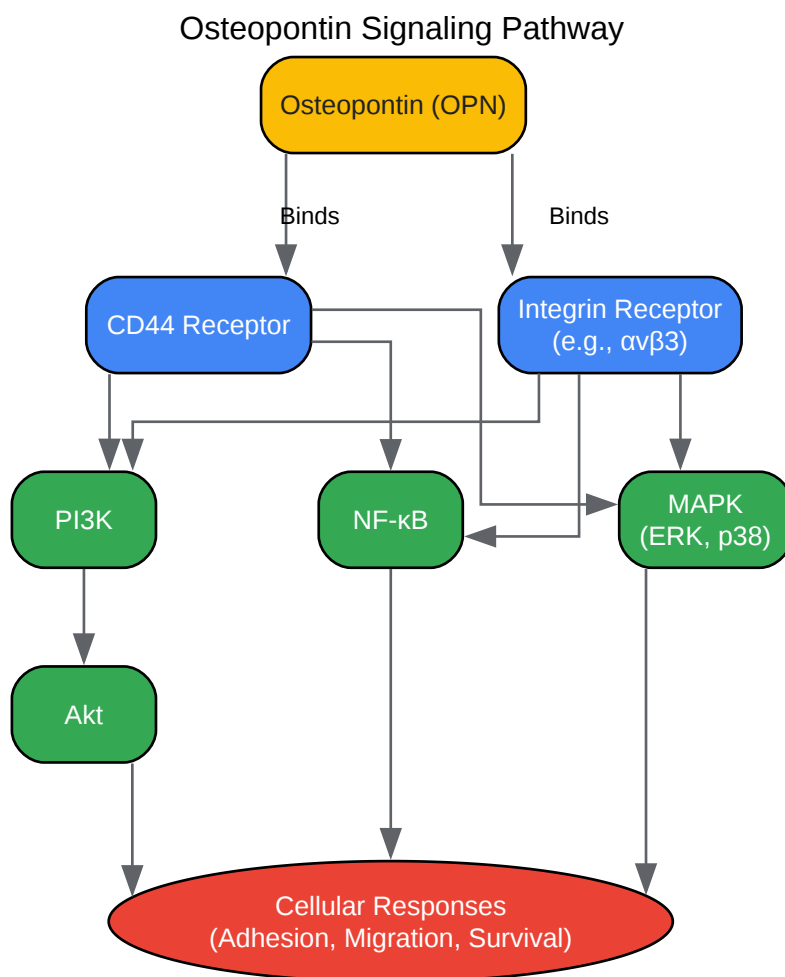 Osteopontin Signaling Pathway
Osteopontin (OPN)
Binds
Binds
CD44 Receptor
Integrin Receptor
(e.g., αvβ3)
PI3K
NF-κB
MAPK
(ERK, p38)
Akt
Cellular Responses
(Adhesion, Migration, Survival)